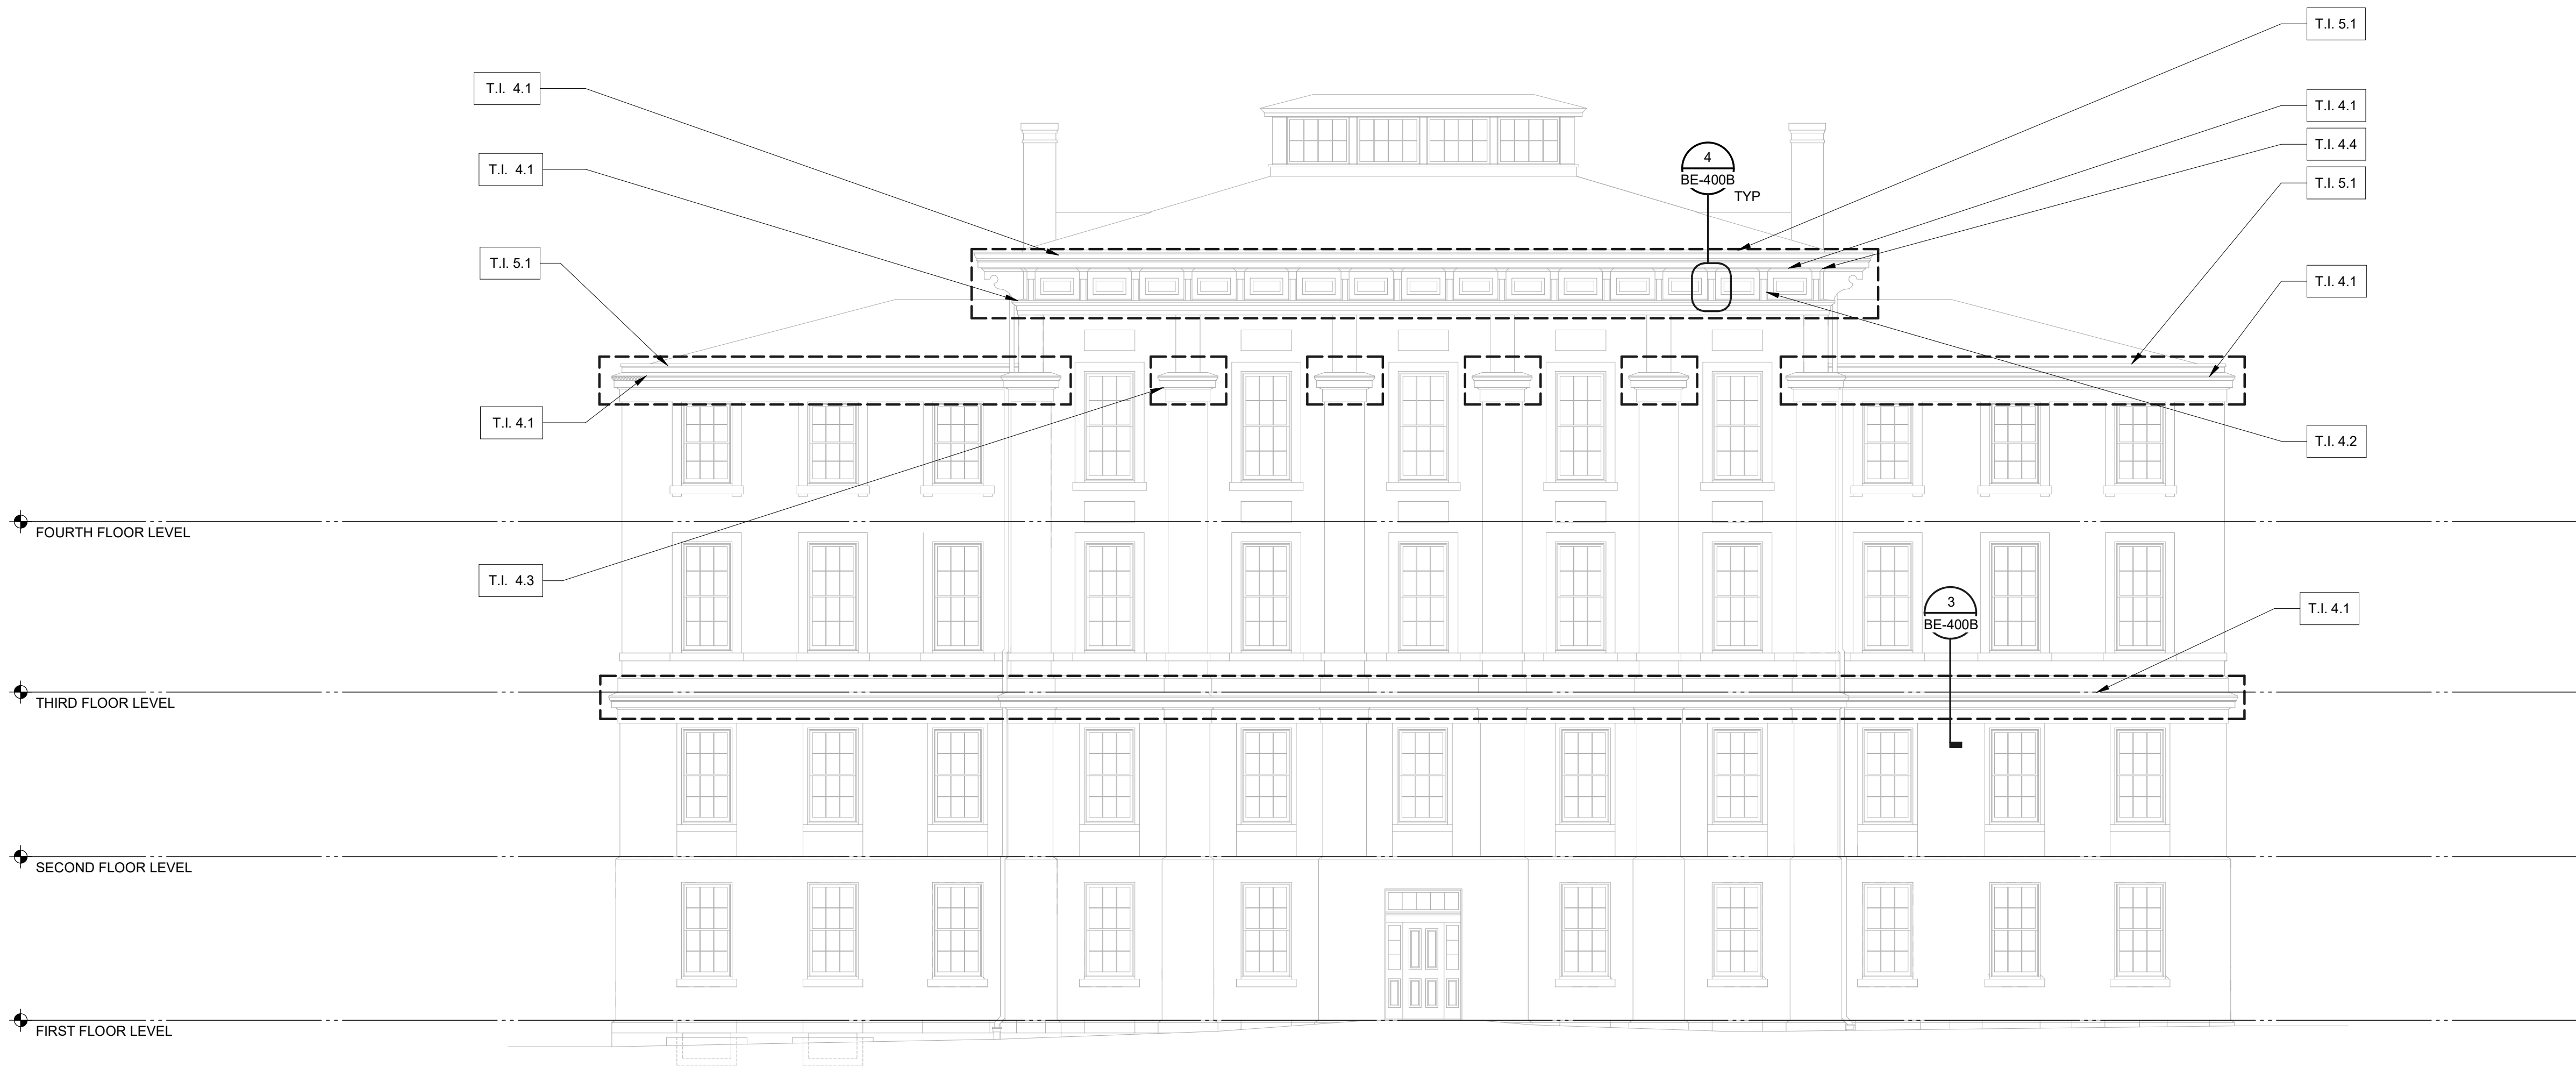 T.I. 5.1
T.I. 4.1
T.I. 4.1
T.I. 4.4
T.I. 4.1
4
BE-400B
TYP
T.I. 5.1
T.I. 5.1
T.I. 4.1
T.I. 4.1
T.I. 4.2
FOURTH FLOOR LEVEL
T.I. 4.3
3
BE-400B
T.I. 4.1
THIRD FLOOR LEVEL
SECOND FLOOR LEVEL
FIRST FLOOR LEVEL